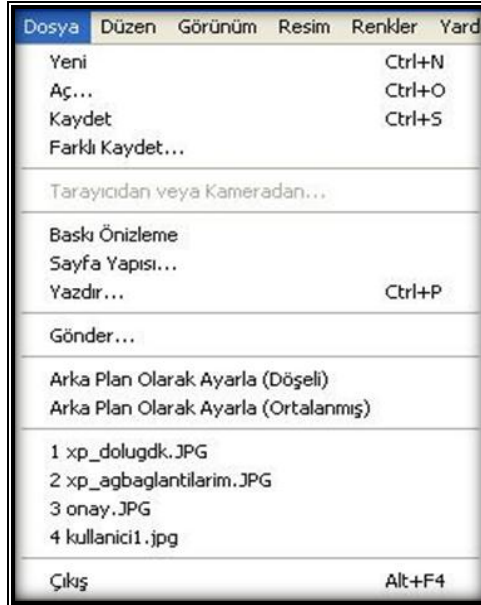 Dosya Düzen Görünüm Resim Renkler Yard
Yeni Ctrl+N
Aç... Ctrl+O
Kaydet Ctrl+S
Farklı Kaydet...
Tarayıcıdan veya Kameradan...
Baskı Önizleme
Sayfa Yapısı...
Yazdır... Ctrl+P
Gönder...
Arka Plan Olarak Ayarla (Döşeli)
Arka Plan Olarak Ayarla (Ortalanmış)
1 xp_dolugdk.JPG
2 xp_agbaglantilarim.JPG
3 onay.JPG
4 kullanici1.jpg
Çıkış Alt+F4